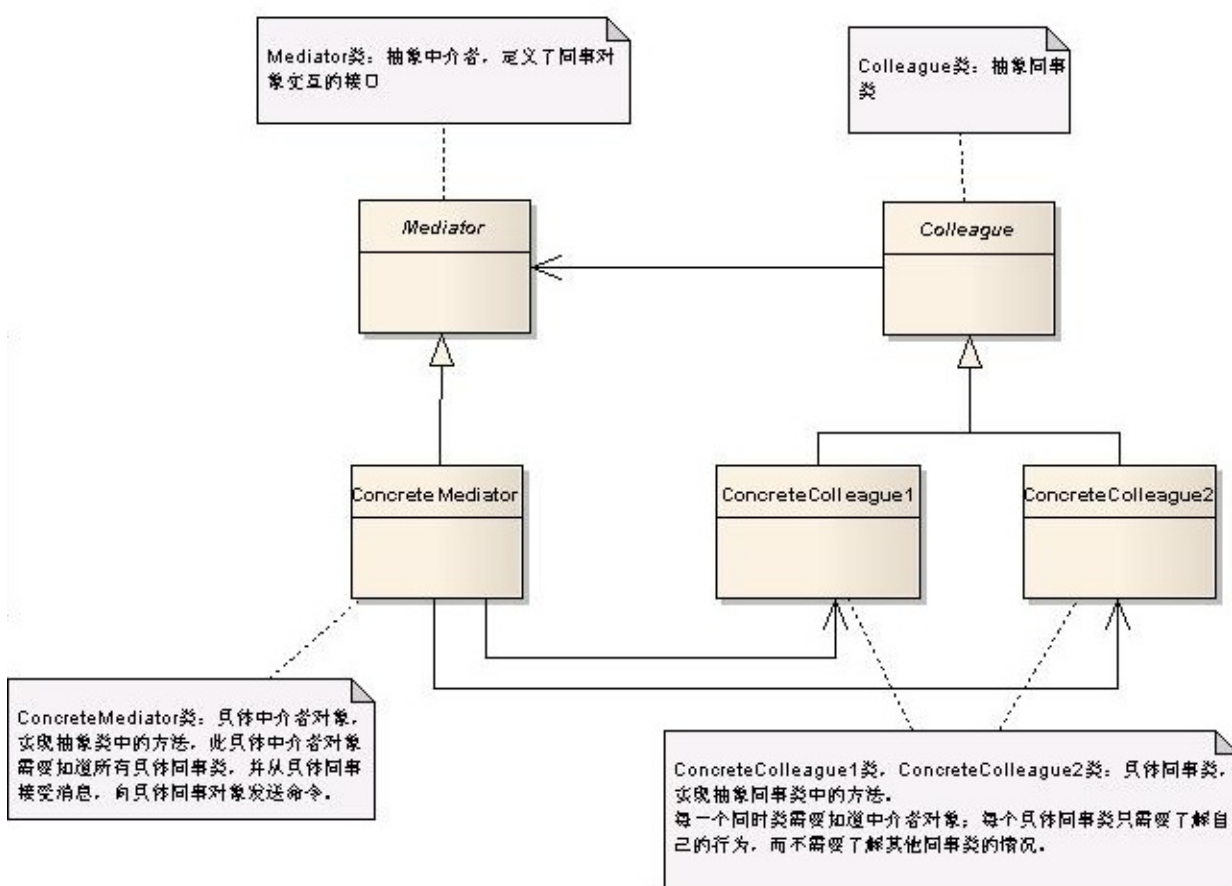 Mediator类：抽象中介者，定义了同事对
象交互的接口
Colleague类：抽象同事
类
Mediator
Colleague
ConcreteMediator
ConcreteColleague1
ConcreteColleague2
ConcreteMediator类：具体中介者对象，
实现抽象类中的方法，此具体中介者对象
需要知道所有具体同事类，并从具体同事
接受消息，向具体同事对象发送命令。
ConcreteColleague1类，ConcreteColleague2类：具体同事类，
实现抽象同事类中的方法。
每一个同时类需要知道中介者对象；每个具体同事类只需要了解自
己的行为，而不需要了解其他同事类的情况。